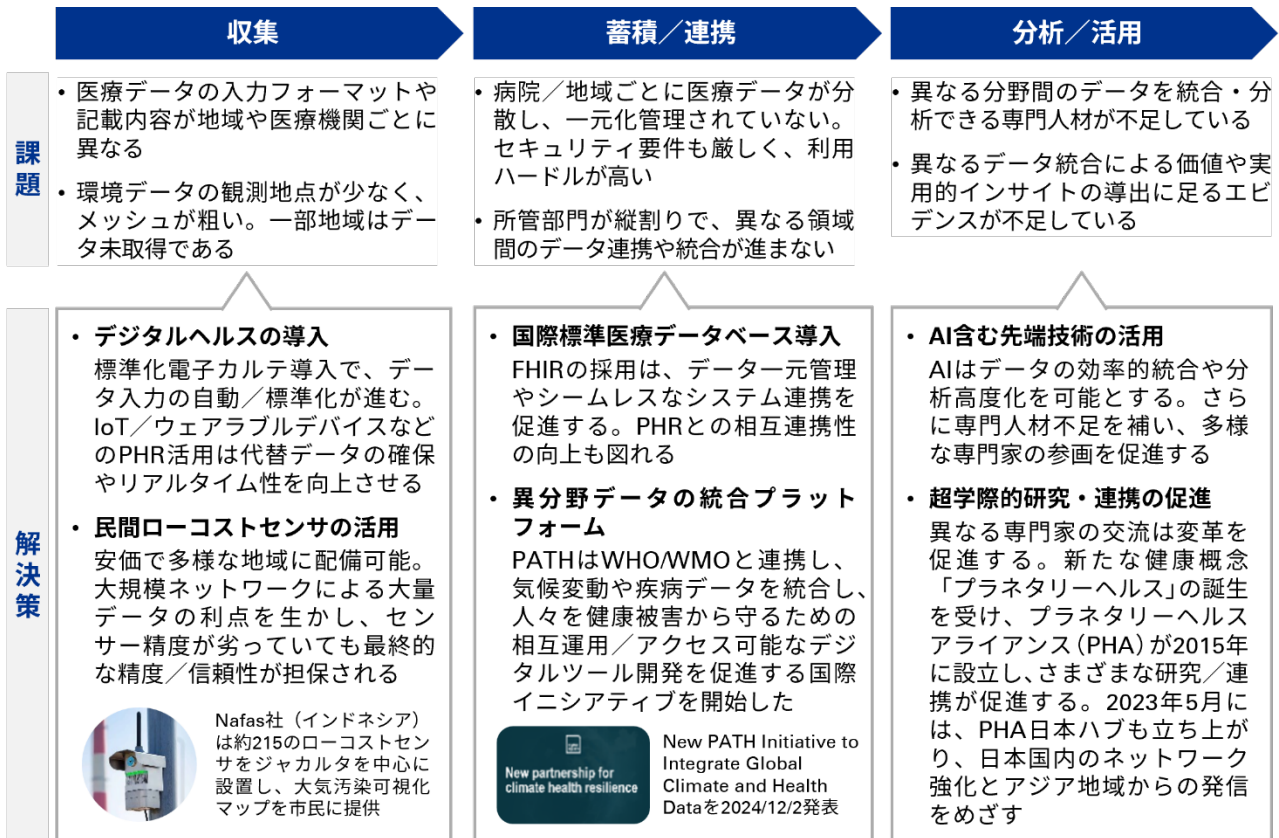 収集
蓄積／連携
分析／活用
課題
• 医療データの入力フォーマットや
記載内容が地域や医療機関ごとに
異なる
• 環境データの観測地点が少なく、
メッシュが粗い。一部地域はデー
タ未取得である
• 病院／地域ごとに医療データが分
散し、一元化管理されていない。
セキュリティ要件も厳しく、利用
ハードルが高い
• 所管部門が縦割りで、異なる領域
間のデータ連携や統合が進まない
• 異なる分野間のデータを統合・分
析できる専門人材が不足している
• 異なるデータ統合による価値や実
用的インサイトの導出に足るエビ
デンスが不足している
解決策
• デジタルヘルスの導入
標準化電子カルテ導入で、デー
タ入力の自動／標準化が進む。
IoT／ウェアラブルデバイスなど
のPHR活用は代替データの確保
やリアルタイム性を向上させる
• 民間ローコストセンサの活用
安価で多様な地域に配備可能。
大規模ネットワークによる大量
データの利点を生かし、セン
サー精度が劣っていても最終的
な精度／信頼性が担保される
Nafas社（インドネシア）
は約215のローコストセン
サをジャカルタを中心に
設置し、大気汚染可視化
マップを市民に提供
• 国際標準医療データベース導入
FHIRの採用は、データ一元管理
やシームレスなシステム連携を
促進する。PHRとの相互連携性
の向上も図れる
• 異分野データの統合プラット
フォーム
PATHはWHO/WMOと連携し、
気候変動や疾病データを統合し、
人々を健康被害から守るための
相互運用／アクセス可能なデジ
タルツール開発を促進する国際
イニシアティブを開始した
New partnership for
climate health resilience
New PATH Initiative to
Integrate Global
Climate and Health
Dataを2024/12/2発表
• AI含む先端技術の活用
AIはデータの効率的統合や分
析高度化を可能とする。さら
に専門人材不足を補い、多様
な専門家の参画を促進する
• 超学際的研究・連携の促進
異なる専門家の交流は変革を
促進する。新たな健康概念
「プラネタリーヘルス」の誕生
を受け、プラネタリーヘルス
アライアンス（PHA）が2015年
に設立し、さまざまな研究／連
携が促進する。2023年5月に
は、PHA日本ハブも立ち上が
り、日本国内のネットワーク
強化とアジア地域からの発信
をめざす